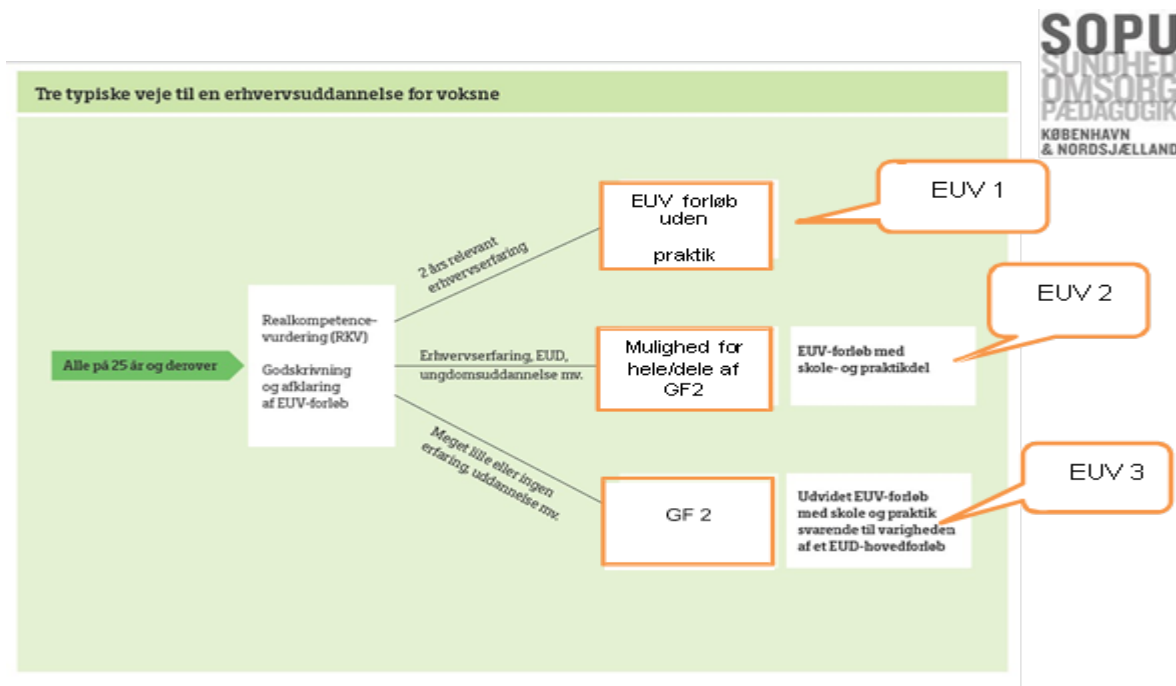 SOPU
SUNDHED
OMSORG
PÆDAGOGIK
KØBENHAVN
& NORDSJÆLLAND
Tre typiske veje til en erhvervsuddannelse for voksne
Alle på 25 år og derover
Realkompetence-
vurdering (RKV)
Godskrivning
og afklaring
af EUV-forløb
2 års relevant
erhvervserfaring
EUV forløb
uden
praktik
EUV 1
Erhvervserfaring, EUD,
ungdomsuddannelse mv.
Mulighed for
hele/dele af
GF2
EUV-forløb med
skole- og praktikdel
EUV 2
Meget lille eller ingen
erfaring, uddannelse mv.
GF 2
Udvidet EUV-forløb
med skole og praktik
svarende til varigheden
af et EUD-hovedforløb
EUV 3